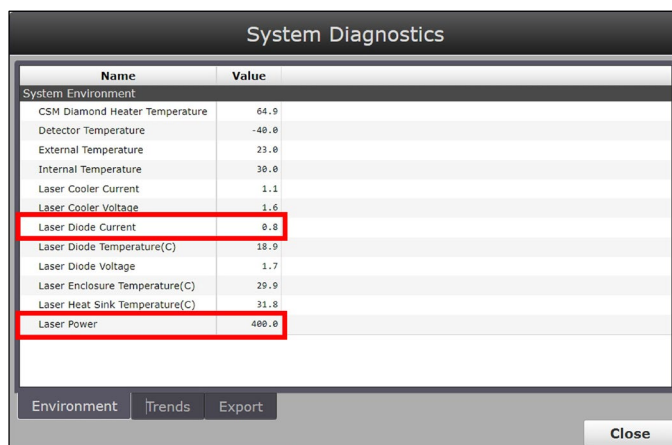 System Diagnostics
Name Value
System Environment
CSM Diamond Heater Temperature 64.9
Detector Temperature -40.0
External Temperature 23.0
Internal Temperature 30.0
Laser Cooler Current 1.1
Laser Cooler Voltage 1.6
Laser Diode Current 0.8
Laser Diode Temperature(C) 18.9
Laser Diode Voltage 1.7
Laser Enclosure Temperature(C) 29.9
Laser Heat Sink Temperature(C) 31.8
Laser Power 400.0
Environment Trends Export
Close